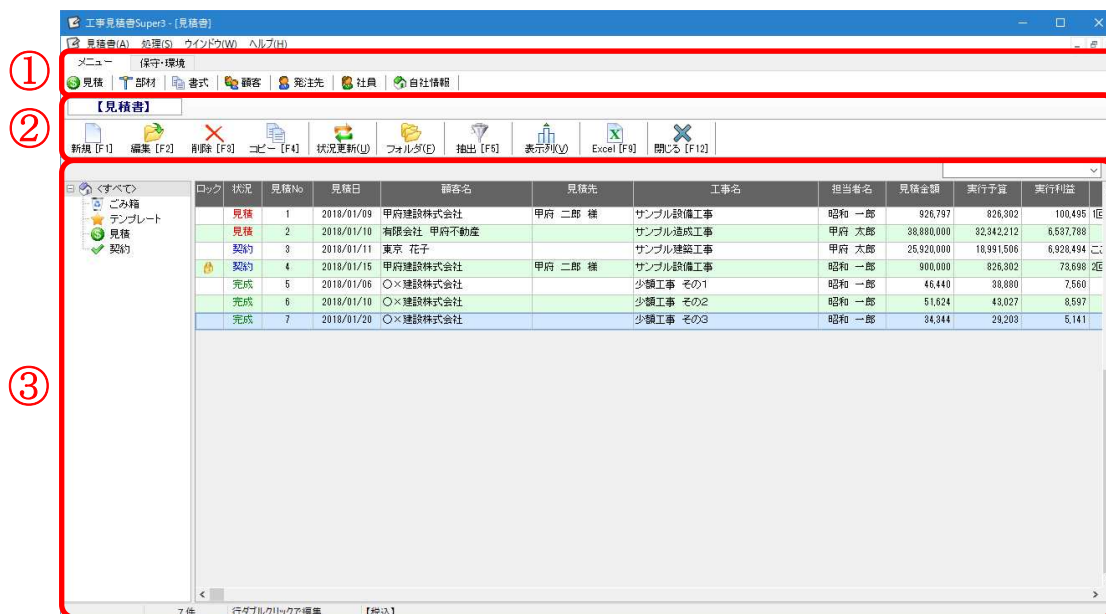 工事見積書Super3 - [見積書]
見積書(A) 処理(S) ウインドウ(W) ヘルプ(H)
①
メニュー 保守・環境
見積 部材 書式 顧客 発注先 社員 自社情報
②
【見積書】
新規 [F1] 編集 [F2] 削除 [F3] コピー [F4] 状況更新(U) フォルダ(F) 抽出 [F5] 表示列(V) Excel [F9] 閉じる [F12]
③
<すべて>
ごみ箱
テンプレート
見積
契約
ロック 状況 見積No 見積日 顧客名 見積先 工事名 担当者名 見積金額 実行予算 実行利益
見積 1 2018/01/09 甲府建設株式会社 甲府 二郎 様 サンプル設備工事 昭和 一郎 926,797 826,302 100,495 1回
見積 2 2018/01/10 有限会社 甲府不動産 サンプル造成工事 甲府 太郎 38,880,000 32,342,212 6,537,788
契約 3 2018/01/11 東京 花子 サンプル建築工事 甲府 太郎 25,920,000 18,991,506 6,928,494 ここ
契約 4 2018/01/15 甲府建設株式会社 甲府 二郎 様 サンプル設備工事 昭和 一郎 900,000 826,302 73,698 2回
完成 5 2018/01/06 〇×建設株式会社 少額工事 その1 昭和 一郎 46,440 38,880 7,560
完成 6 2018/01/10 〇×建設株式会社 少額工事 その2 昭和 一郎 51,624 43,027 8,597
完成 7 2018/01/20 〇×建設株式会社 少額工事 その3 昭和 一郎 34,344 29,203 5,141
7 件 行ダブルクリックで編集 【税込】